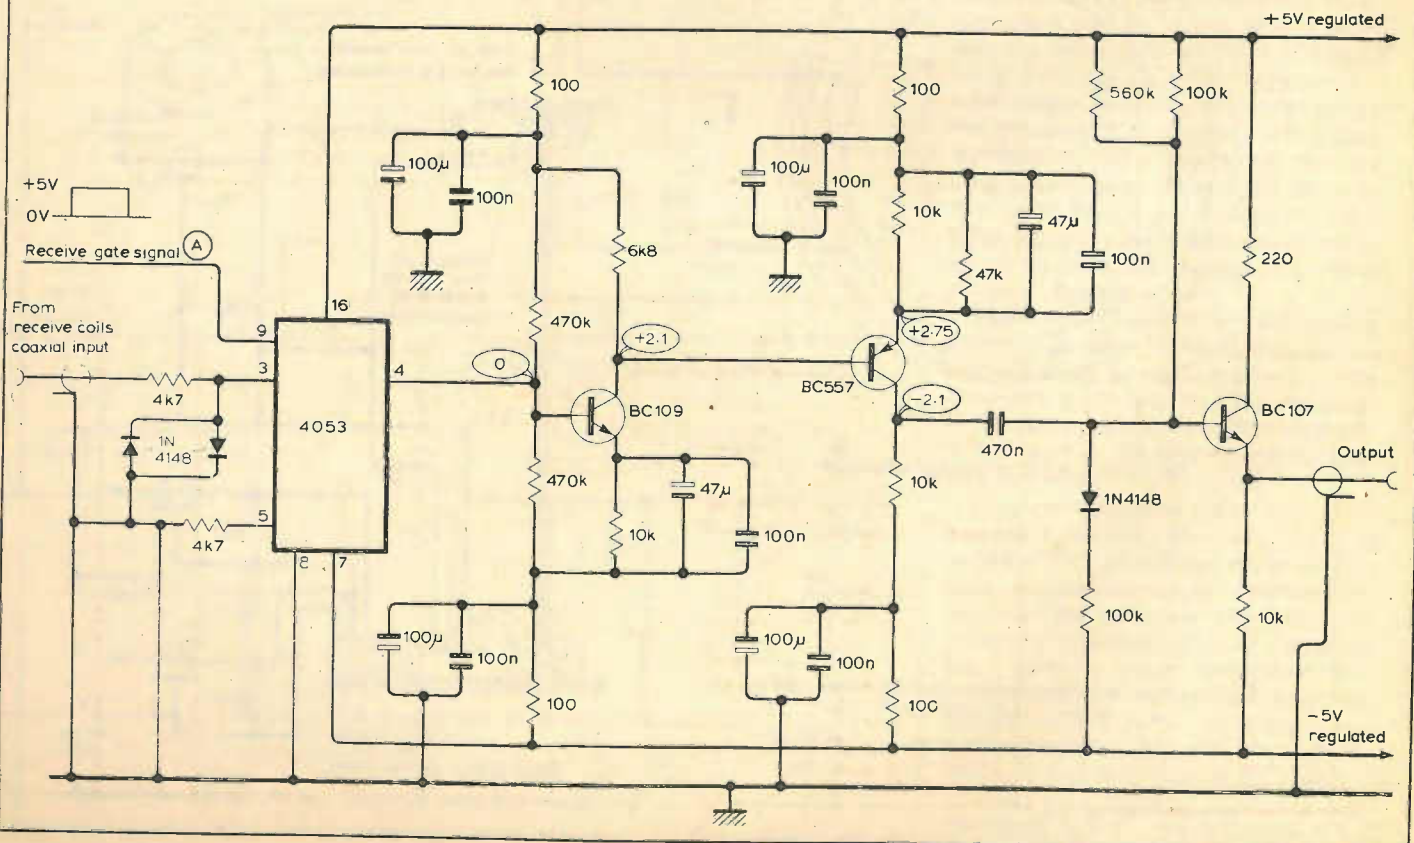 +5V regulated
100
100
560k
100k
100µ
100n
100µ
100n
10k
47µ
100n
47k
220
+5V
0V
6k8
Receive gate signal A
From
receive coils
coaxial input
16
9
3
4
4k7
470k
0
+2.1
+2.75
BC557
-2.1
BC109
BC107
4053
1N
4148
470n
Output
470k
47µ
10k
1N4148
5
4k7
10k
100n
8
7
100µ
100n
100µ
100n
100k
10k
100
100
-5V
regulated